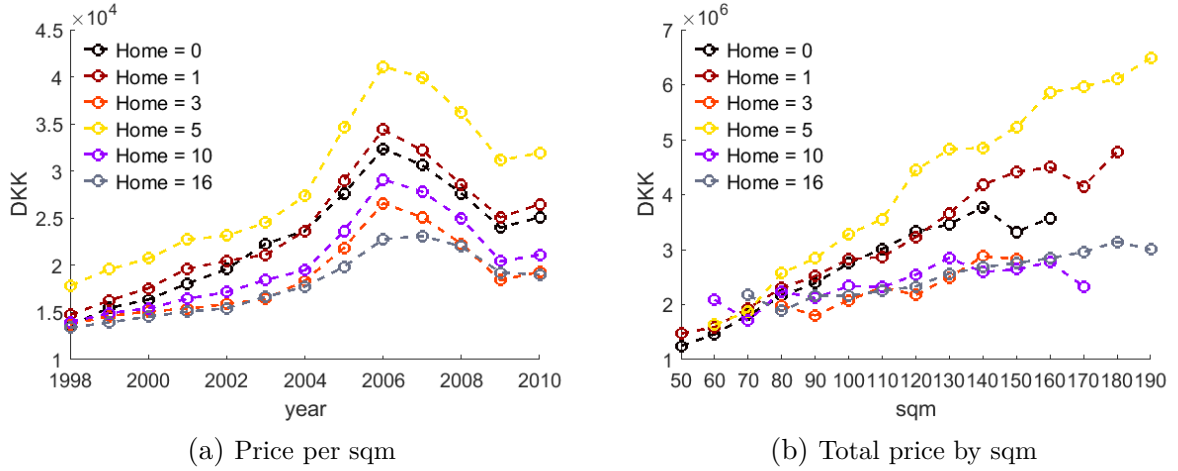 ×10⁴
4.5
4
3.5
3
2.5
2
1.5
1
DKK
Home = 0
Home = 1
Home = 3
Home = 5
Home = 10
Home = 16
1998 2000 2002 2004 2006 2008 2010
year
(a) Price per sqm
×10⁶
7
6
5
4
3
2
1
DKK
Home = 0
Home = 1
Home = 3
Home = 5
Home = 10
Home = 16
50 60 70 80 90 100 110 120 130 140 150 160 170 180 190
sqm
(b) Total price by sqm